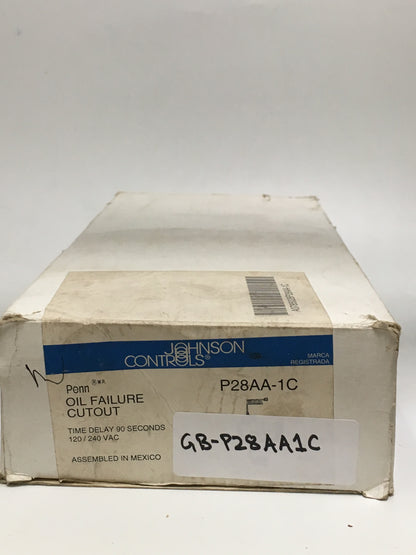 JOHNSON
CONTROLS®
MARCA
REGISTRADA
Penn ® MR
P28AA-1C
OIL FAILURE
CUTOUT
TIME DELAY 90 SECONDS
120 / 240 VAC
ASSEMBLED IN MEXICO
GB-P28AA1C